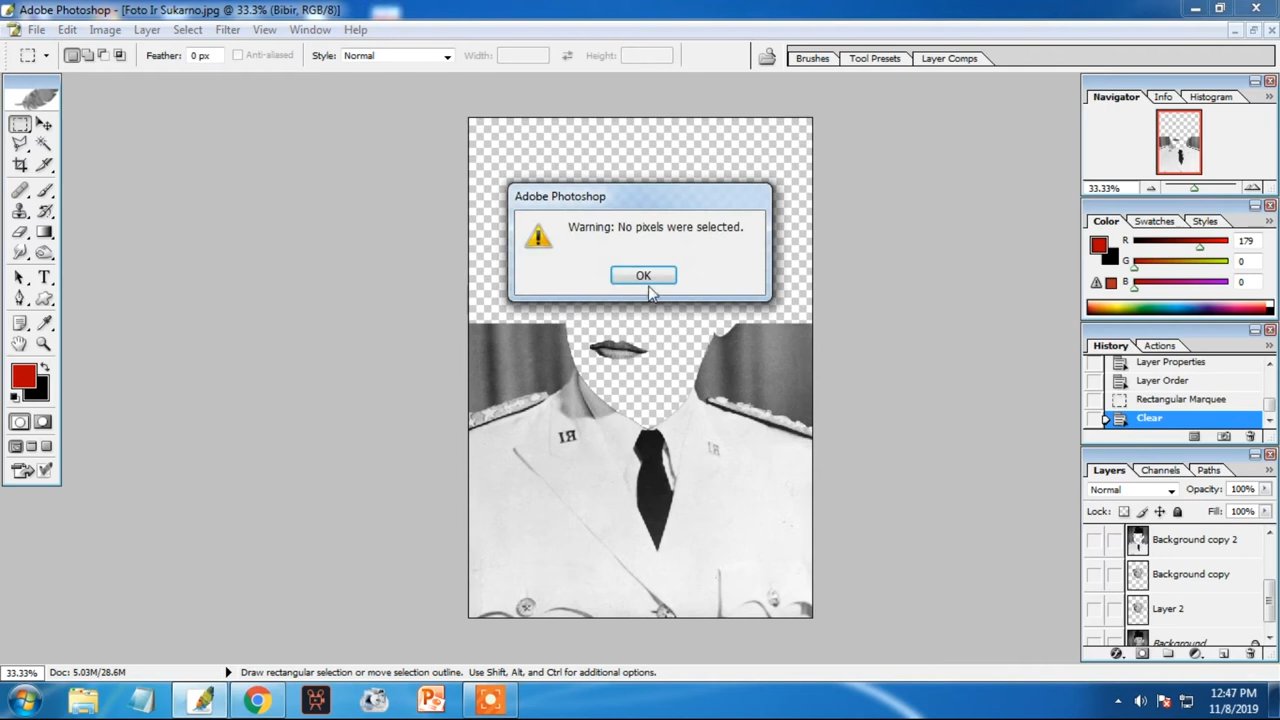 Adobe Photoshop - [Foto Ir Sukarno.jpg @ 33.3% (Bibir, RGB/8)]
File Edit Image Layer Select Filter View Window Help
Feather: 0 px Anti-aliased Style: Normal Width: Height: Brushes Tool Presets Layer Comps
Navigator Info Histogram
33.33%
Color Swatches Styles
R 179
G 0
B 0
History Actions
Layer Properties
Layer Order
Rectangular Marquee
Clear
Layers Channels Paths
Normal Opacity: 100%
Lock: Fill: 100%
Background copy 2
Background copy
Layer 2
Background
Adobe Photoshop
Warning: No pixels were selected.
OK
33.33% Doc: 5.03M/28.6M Draw rectangular selection or move selection outline. Use Shift, Alt, and Ctrl for additional options.
12:47 PM
11/8/2019